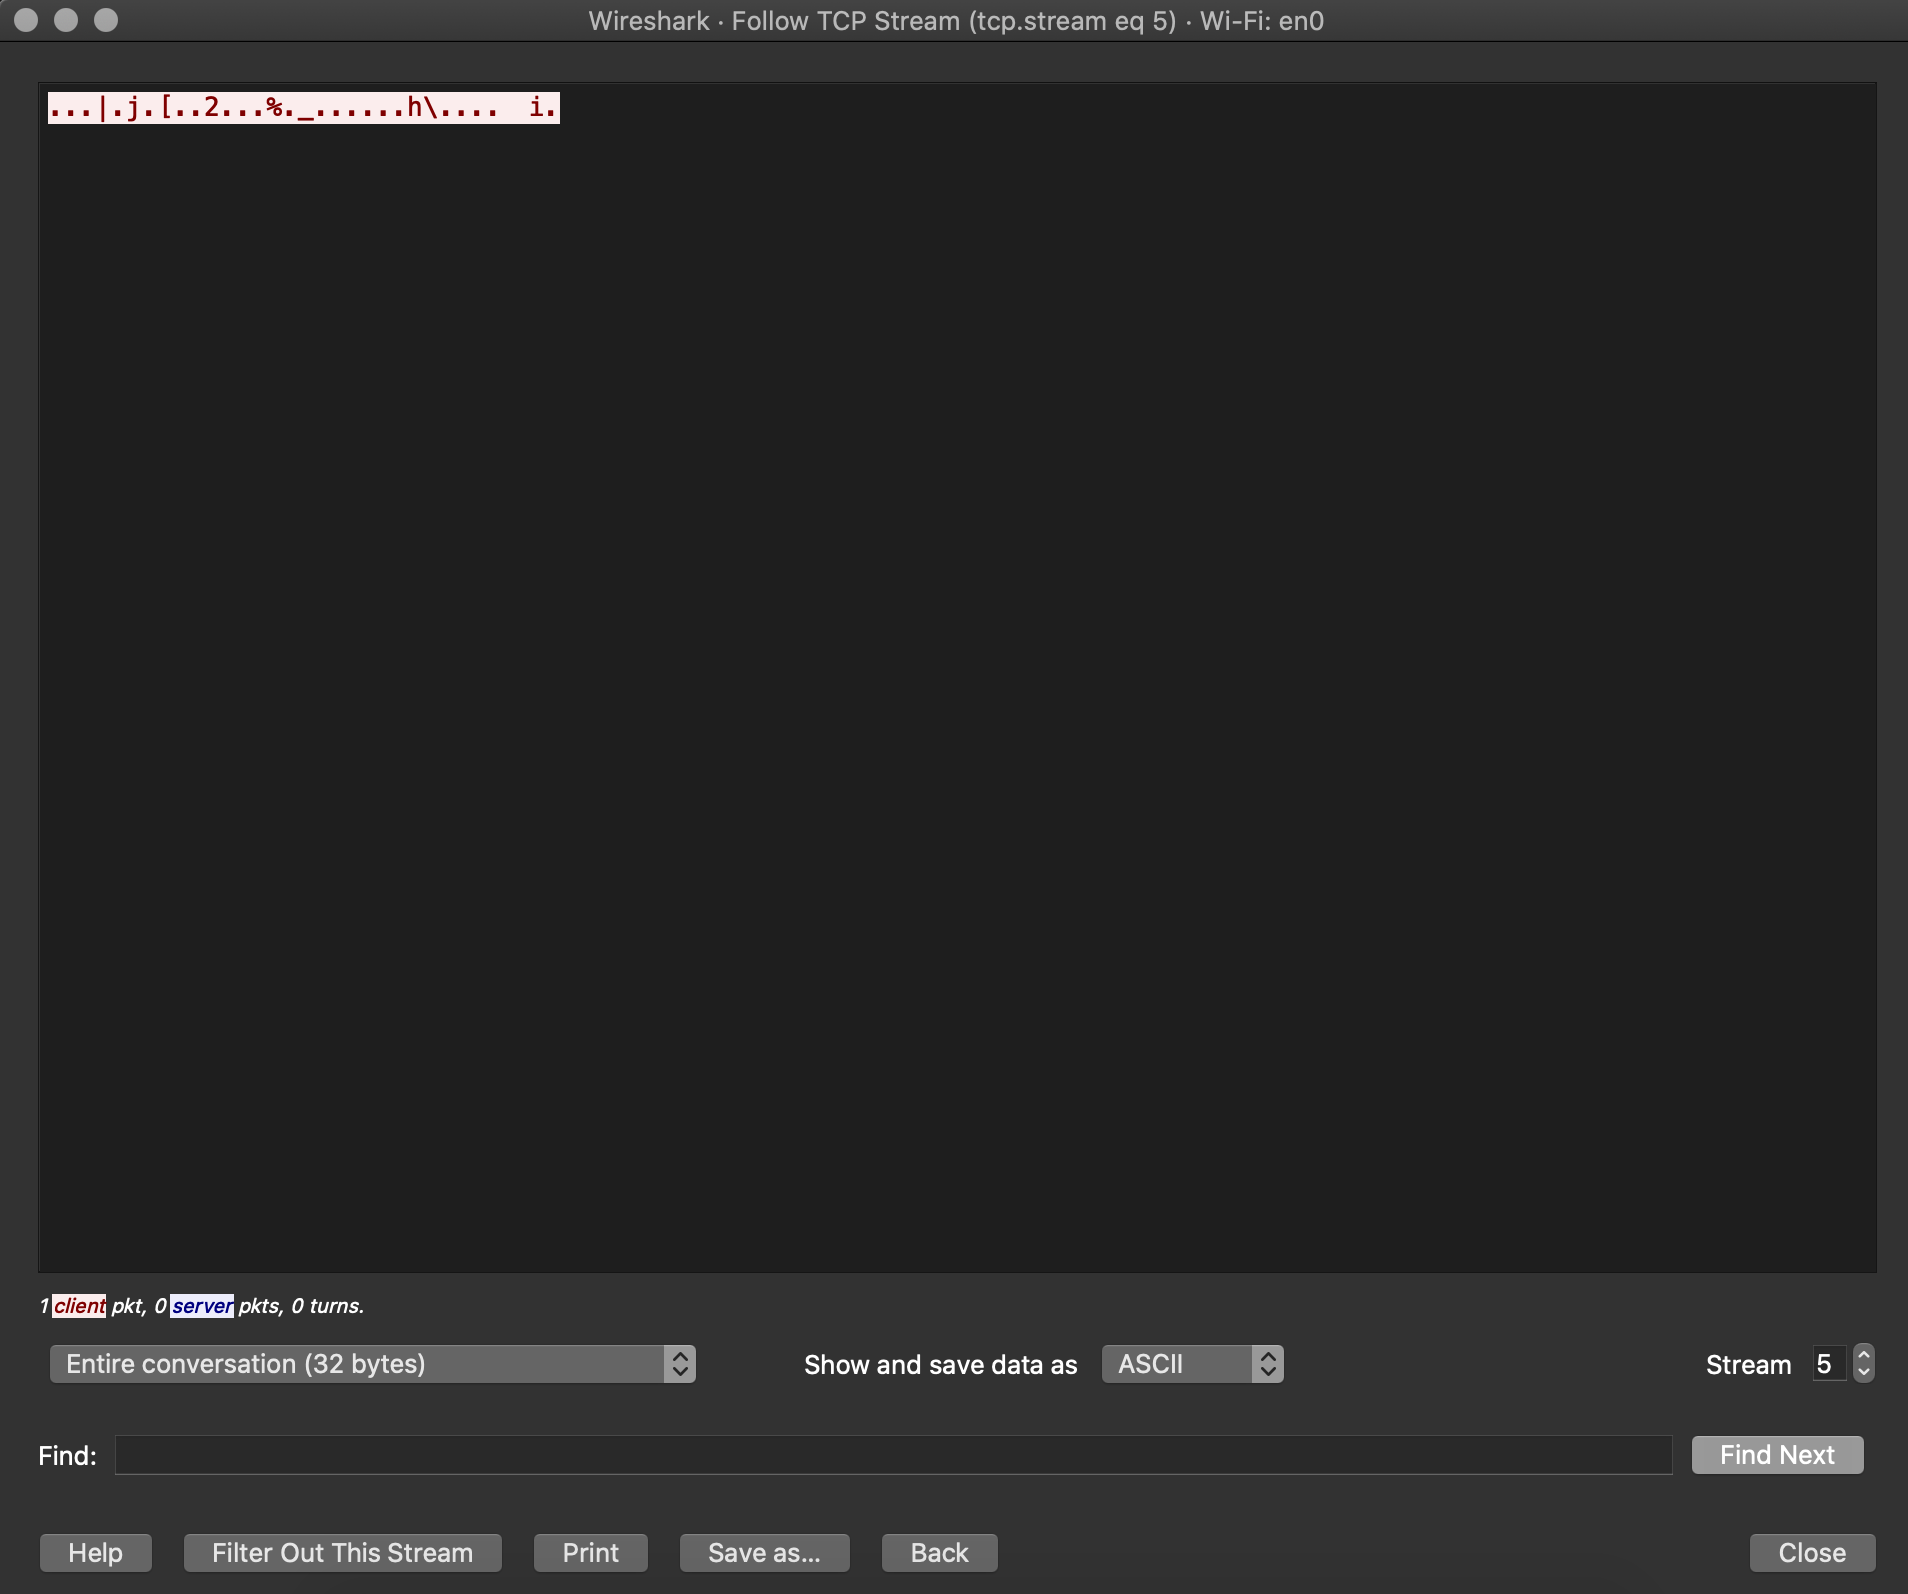 Wireshark · Follow TCP Stream (tcp.stream eq 5) · Wi-Fi: en0
...|.j.[..2...%._......h\....  i.
1 client pkt, 0 server pkts, 0 turns.
Entire conversation (32 bytes)
Show and save data as
ASCII
Stream
5
Find:
Find Next
Help
Filter Out This Stream
Print
Save as...
Back
Close